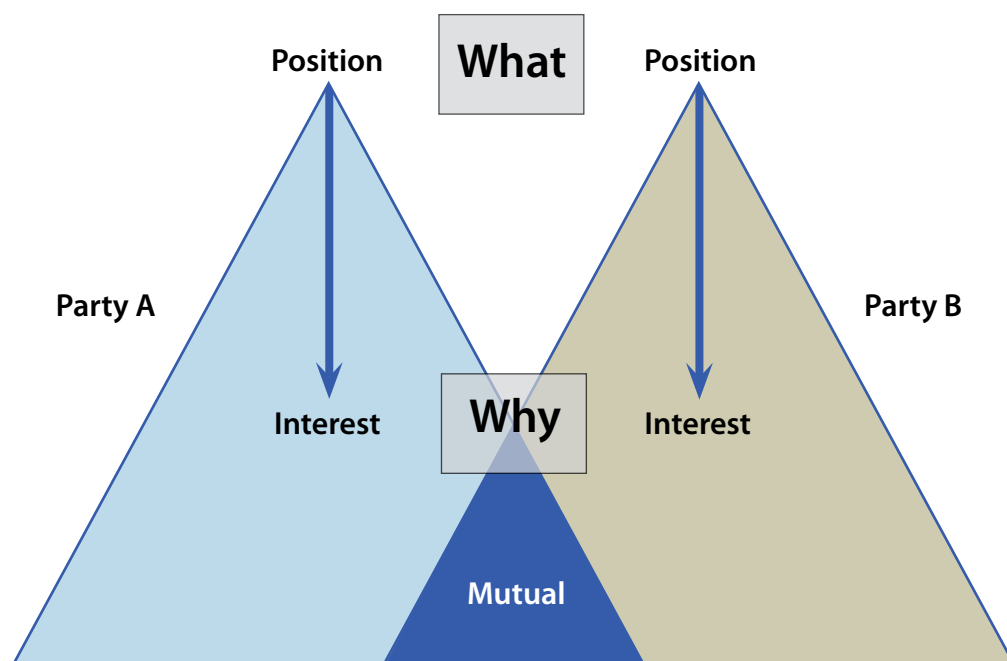 Position
What
Position
Party A
Party B
Interest
Why
Interest
Mutual